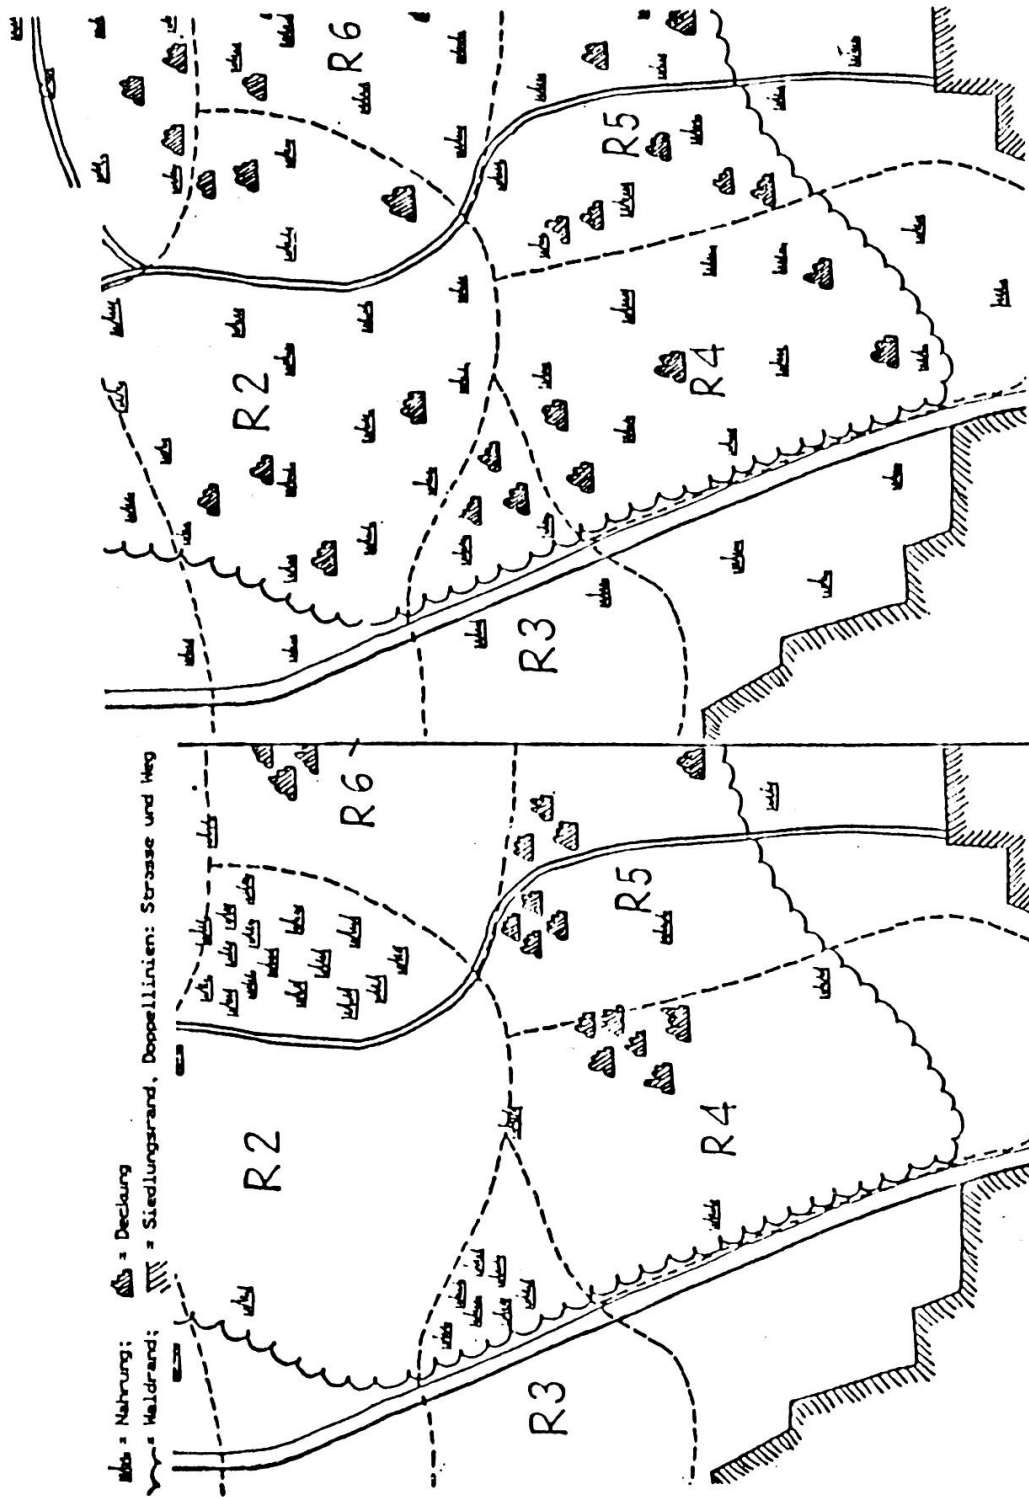 = Nahrung; = Deckung
= Waldrand; = Siedlungsrand, Doppellinien: Strasse und Weg
R2
R3
R4
R5
R6
R2
R3
R4
R5
R6